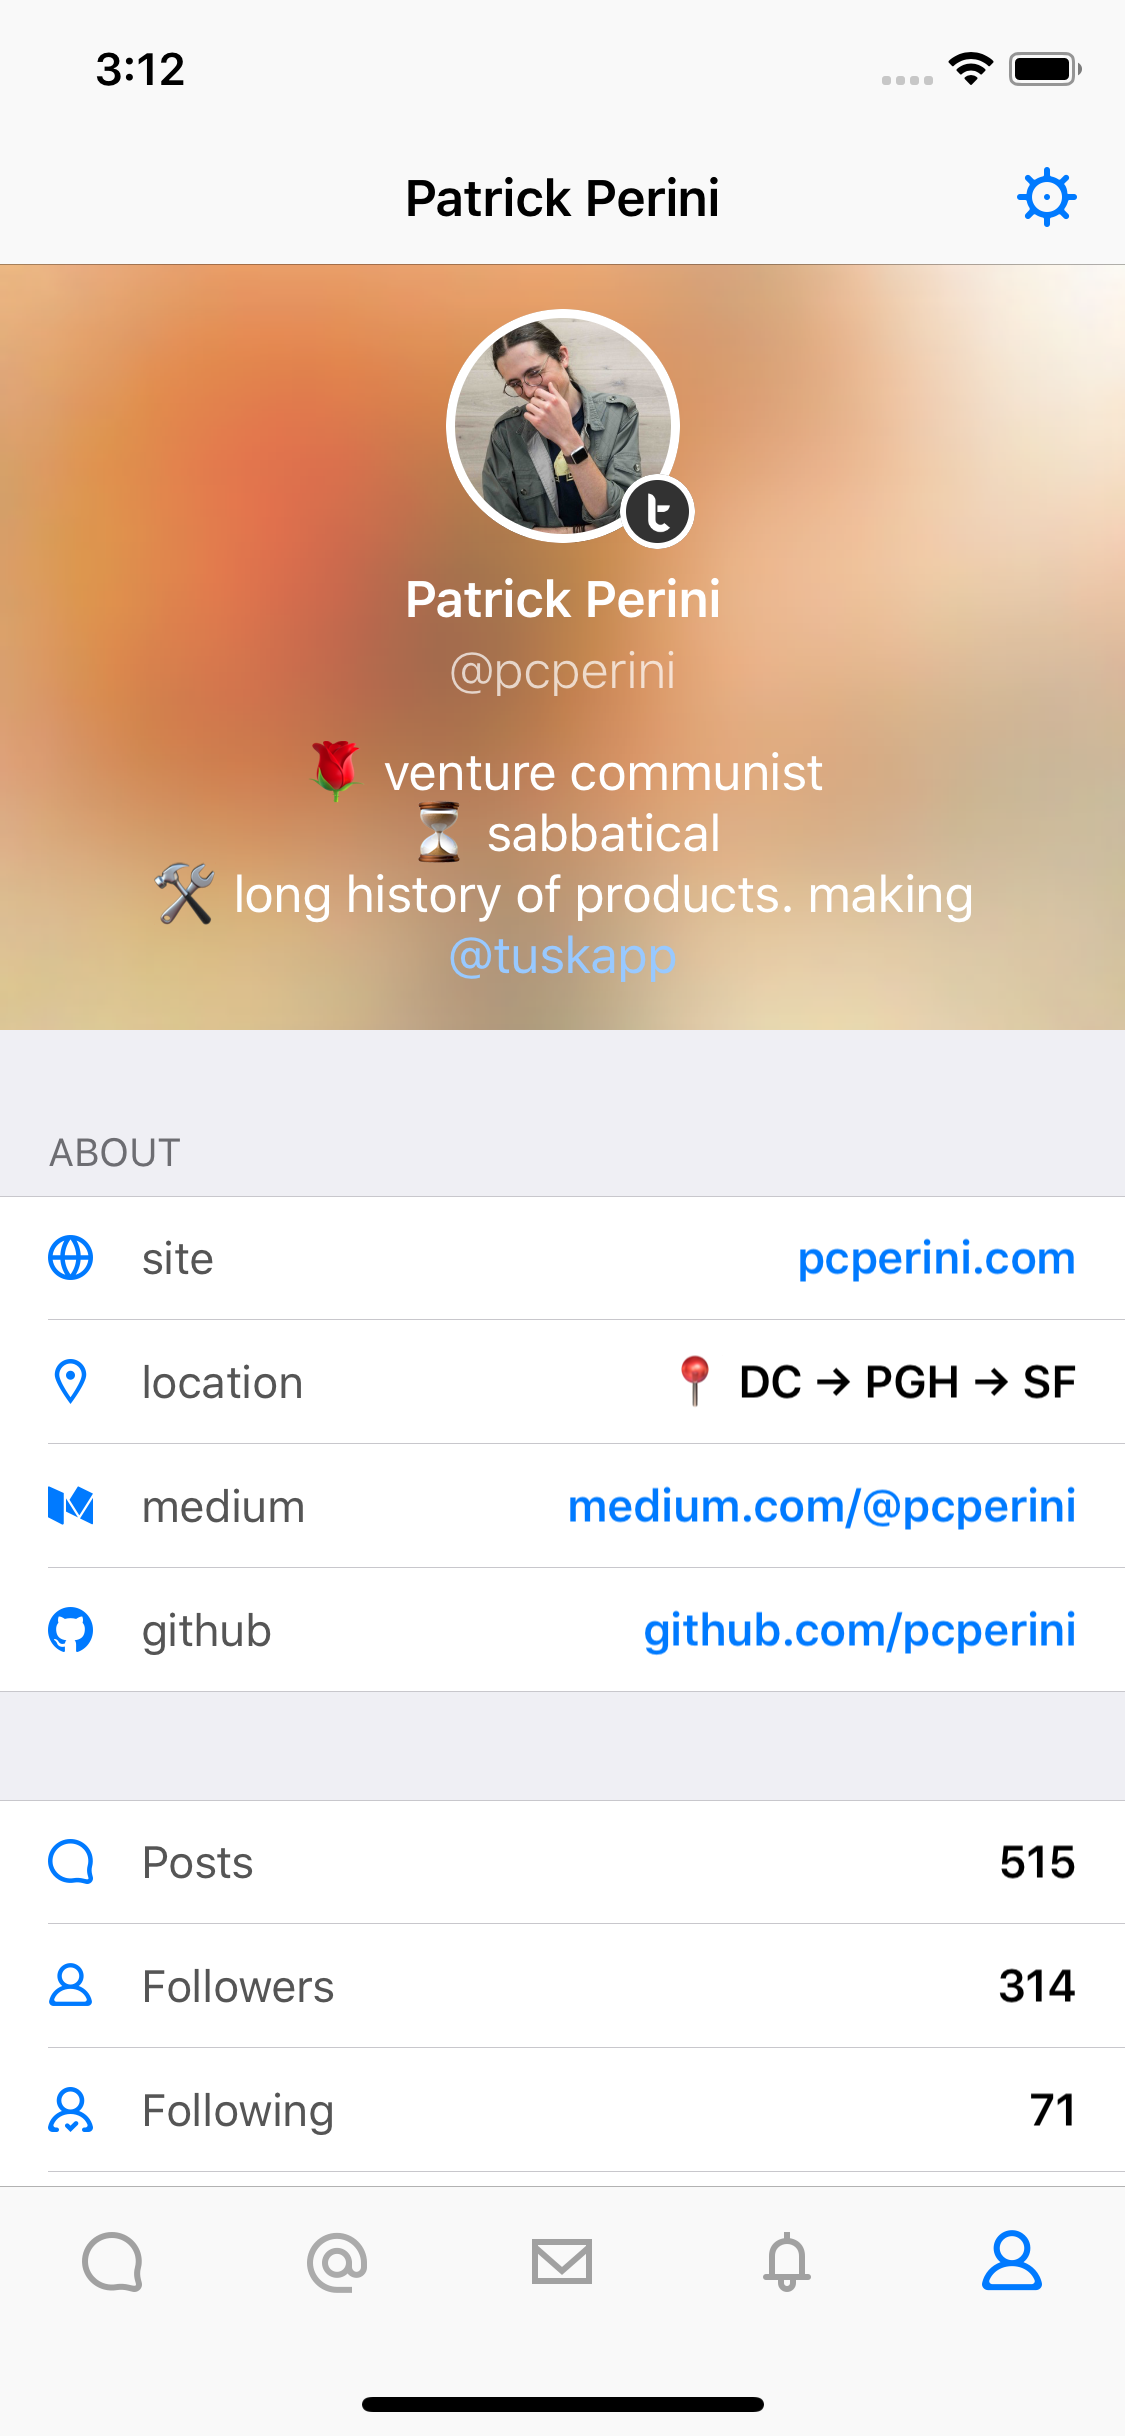 3:12
Patrick Perini
Patrick Perini
@pcperini
🌹 venture communist
⏳ sabbatical
🛠 long history of products. making
@tuskapp
ABOUT
site pcperini.com
location 📍 DC → PGH → SF
medium medium.com/@pcperini
github github.com/pcperini
Posts 515
Followers 314
Following 71